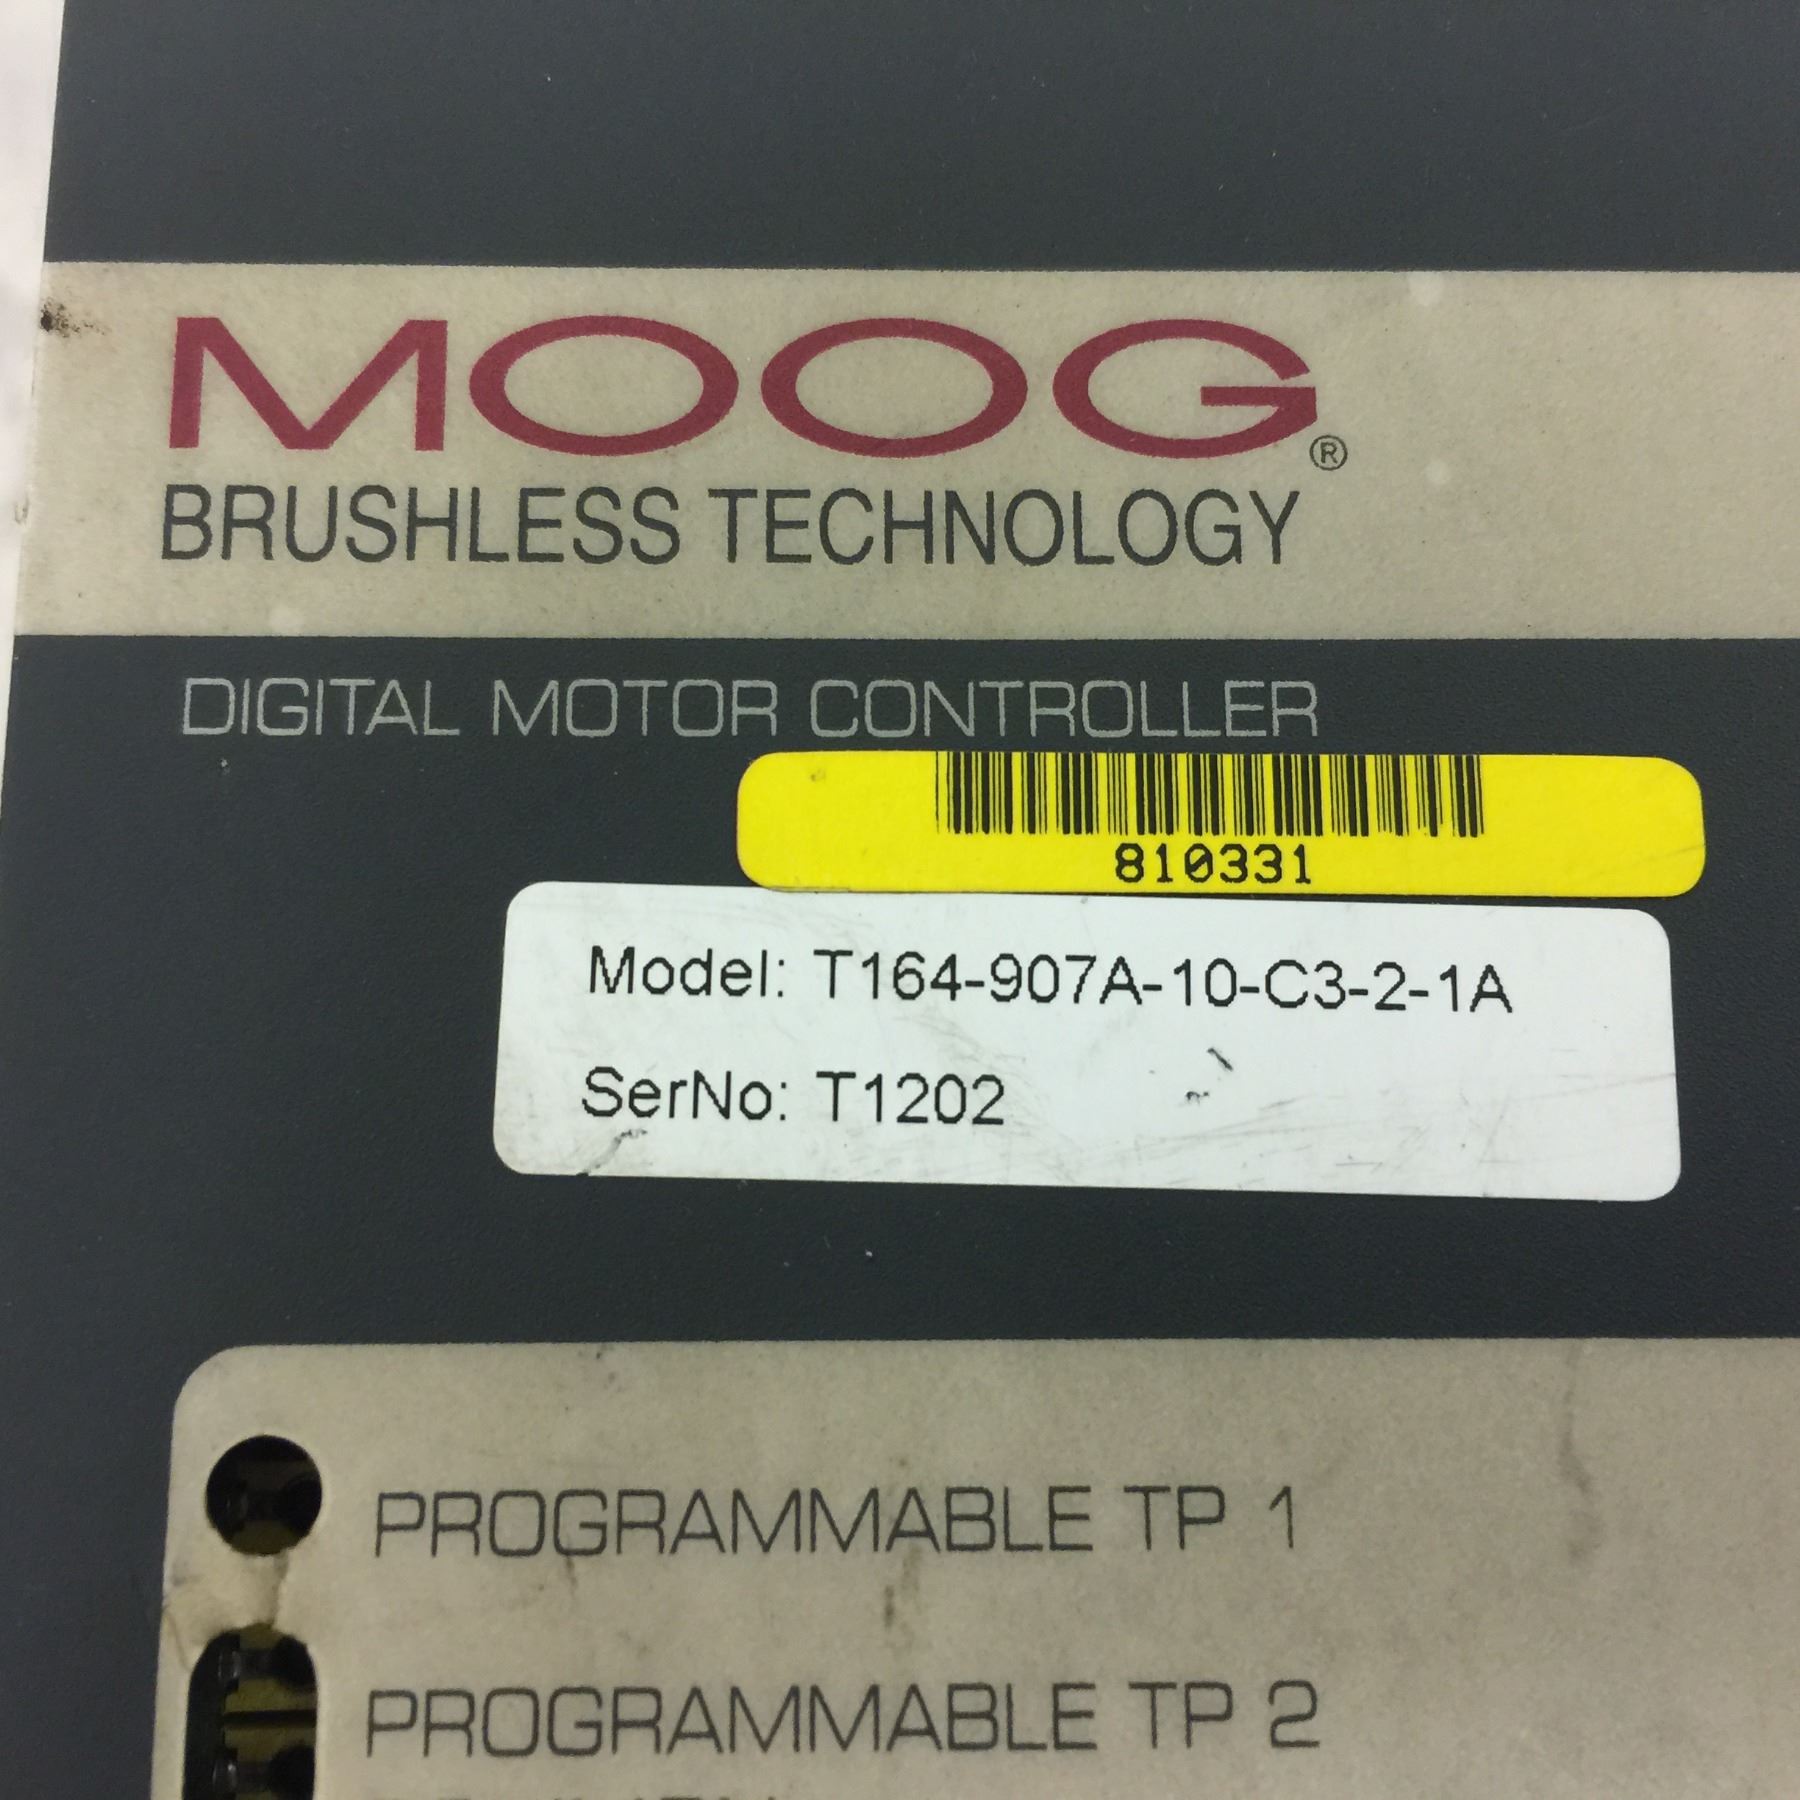 MOOG®
BRUSHLESS TECHNOLOGY
DIGITAL MOTOR CONTROLLER
810331
Model: T164-907A-10-C3-2-1A
SerNo: T1202
PROGRAMMABLE TP 1
PROGRAMMABLE TP 2